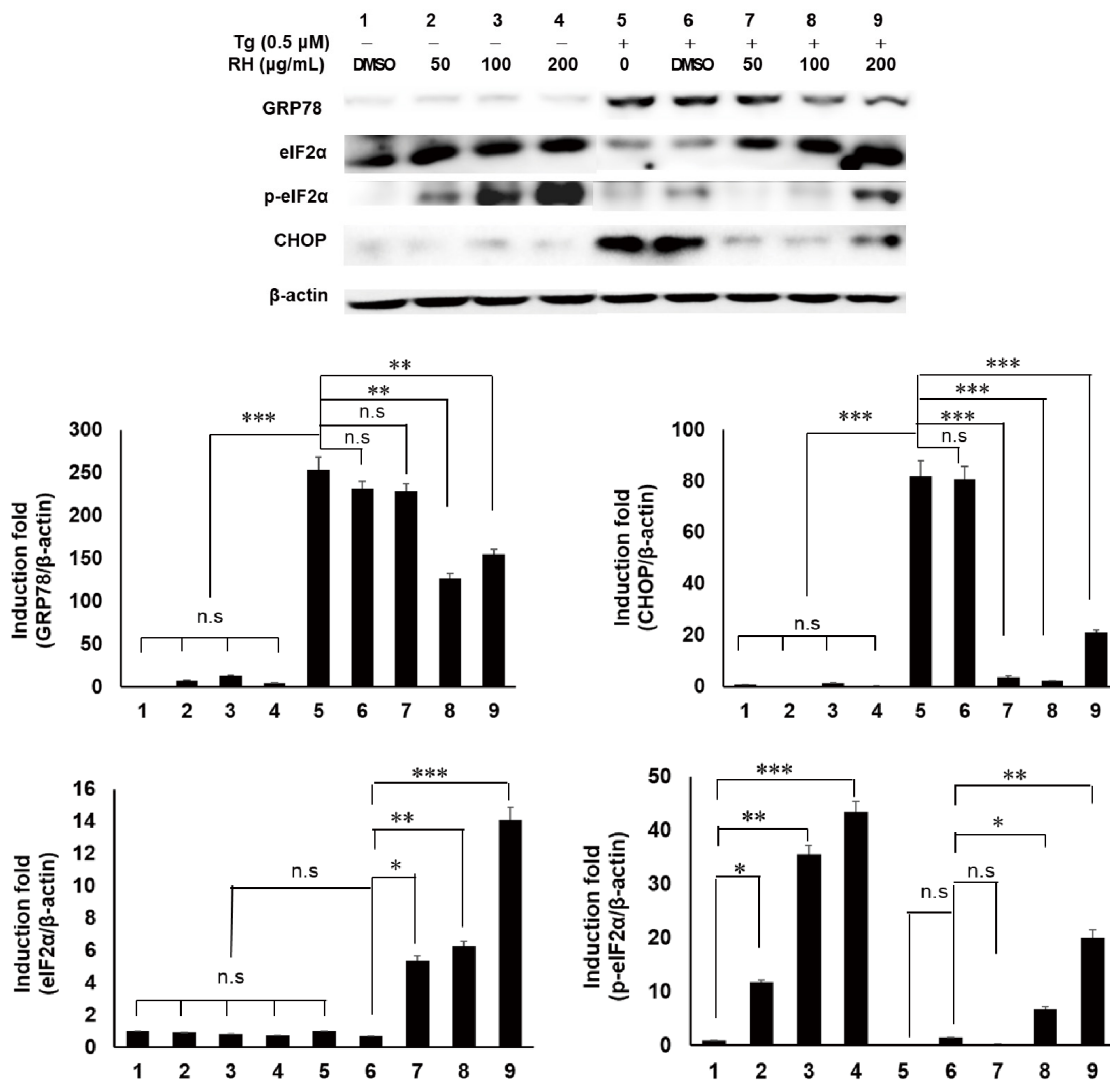 1 2 3 4 5 6 7 8 9
Tg (0.5 µM) – – – – + + + + +
RH (µg/mL) DMSO 50 100 200 0 DMSO 50 100 200
GRP78
eIF2α
p-eIF2α
CHOP
β-actin
Induction fold
(GRP78/β-actin)
300
250
200
150
100
50
0
**
**
n.s
***
n.s
n.s
1 2 3 4 5 6 7 8 9
Induction fold
(CHOP/β-actin)
100
80
60
40
20
0
***
***
***
***
n.s
n.s
1 2 3 4 5 6 7 8 9
Induction fold
(eIF2α/β-actin)
16
14
12
10
8
6
4
2
0
***
**
*
n.s
n.s
1 2 3 4 5 6 7 8 9
Induction fold
(p-eIF2α/β-actin)
50
40
30
20
10
0
***
**
*
**
*
n.s
n.s
1 2 3 4 5 6 7 8 9